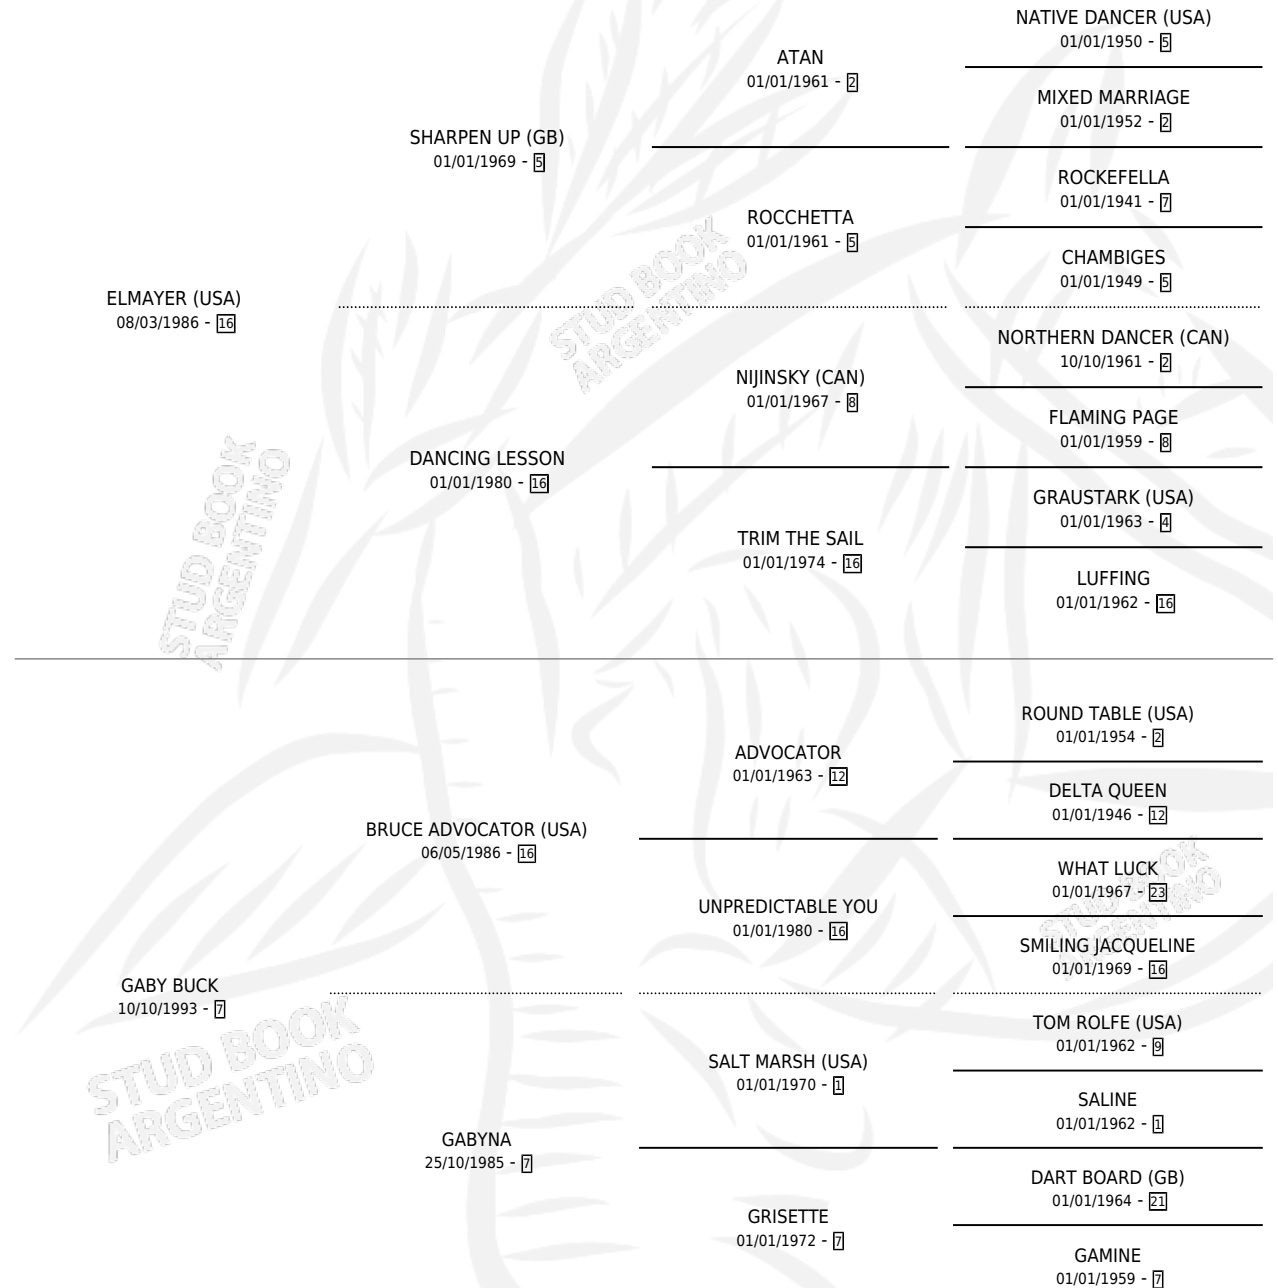 NATIVE DANCER (USA)
01/01/1950 - 5
ATAN
01/01/1961 - 2
MIXED MARRIAGE
01/01/1952 - 2
SHARPEN UP (GB)
01/01/1969 - 5
ROCKEFELLA
01/01/1941 - 7
ROCCHETTA
01/01/1961 - 5
CHAMBIGES
01/01/1949 - 5
ELMAYER (USA)
08/03/1986 - 16
STUD BOOK
ARGENTINO
NORTHERN DANCER (CAN)
10/10/1961 - 2
NIJINSKY (CAN)
01/01/1967 - 8
FLAMING PAGE
01/01/1959 - 8
DANCING LESSON
01/01/1980 - 16
GRAUSTARK (USA)
01/01/1963 - 4
TRIM THE SAIL
01/01/1974 - 16
LUFFING
01/01/1962 - 16
STUD BOOK
ARGENTINO
ROUND TABLE (USA)
01/01/1954 - 2
ADVOCATOR
01/01/1963 - 12
DELTA QUEEN
01/01/1946 - 12
BRUCE ADVOCATOR (USA)
06/05/1986 - 16
WHAT LUCK
01/01/1967 - 23
UNPREDICTABLE YOU
01/01/1980 - 16
SMILING JACQUELINE
01/01/1969 - 16
STUD BOOK
ARGENTINO
GABY BUCK
10/10/1993 - 7
STUD BOOK
ARGENTINO
TOM ROLFE (USA)
01/01/1962 - 9
SALT MARSH (USA)
01/01/1970 - 1
SALINE
01/01/1962 - 1
GABYNA
25/10/1985 - 7
DART BOARD (GB)
01/01/1964 - 21
GRISETTE
01/01/1972 - 7
GAMINE
01/01/1959 - 7